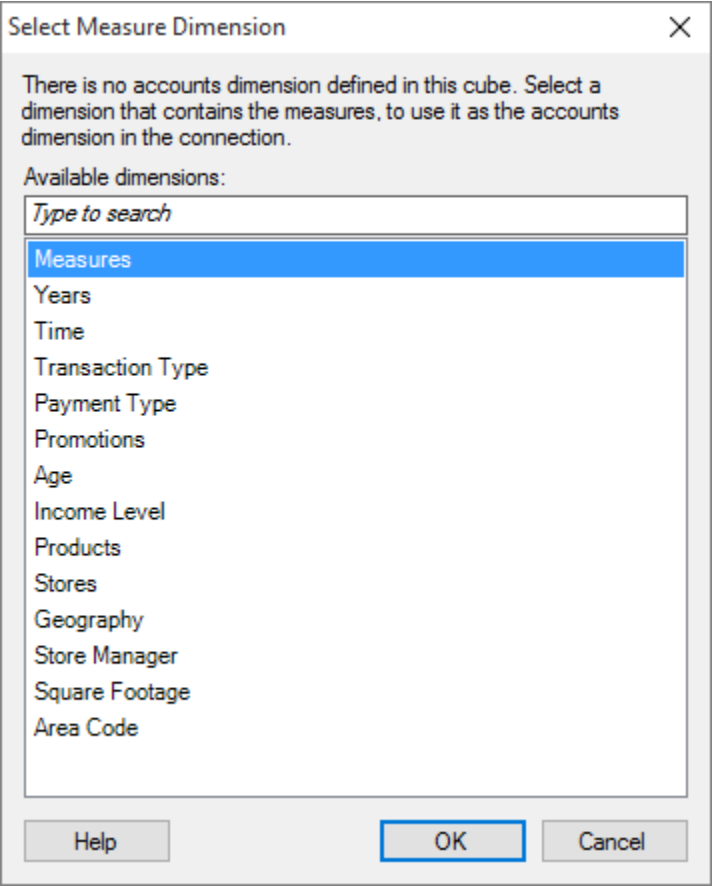 Select Measure Dimension
There is no accounts dimension defined in this cube. Select a
dimension that contains the measures, to use it as the accounts
dimension in the connection.
Available dimensions:
Type to search
Measures
Years
Time
Transaction Type
Payment Type
Promotions
Age
Income Level
Products
Stores
Geography
Store Manager
Square Footage
Area Code
Help OK Cancel